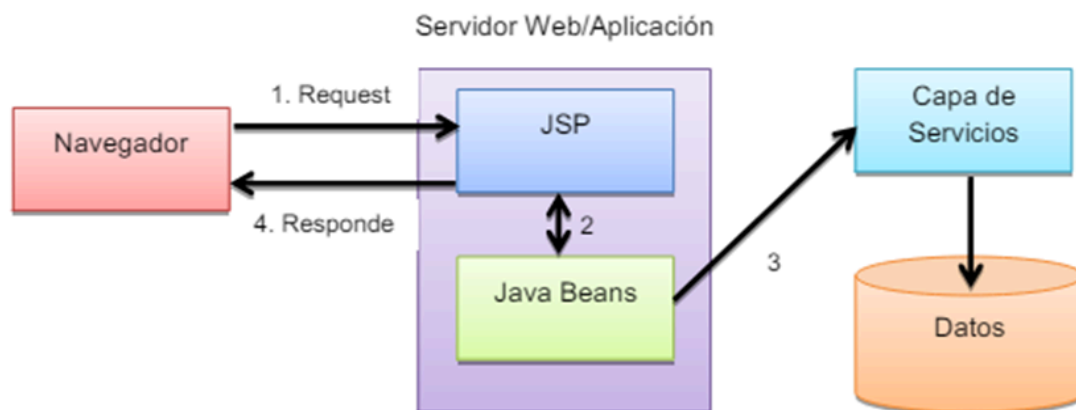 Servidor Web/Aplicación
1. Request
Navegador
4. Responde
JSP
2
Java Beans
3
Capa de
Servicios
Datos